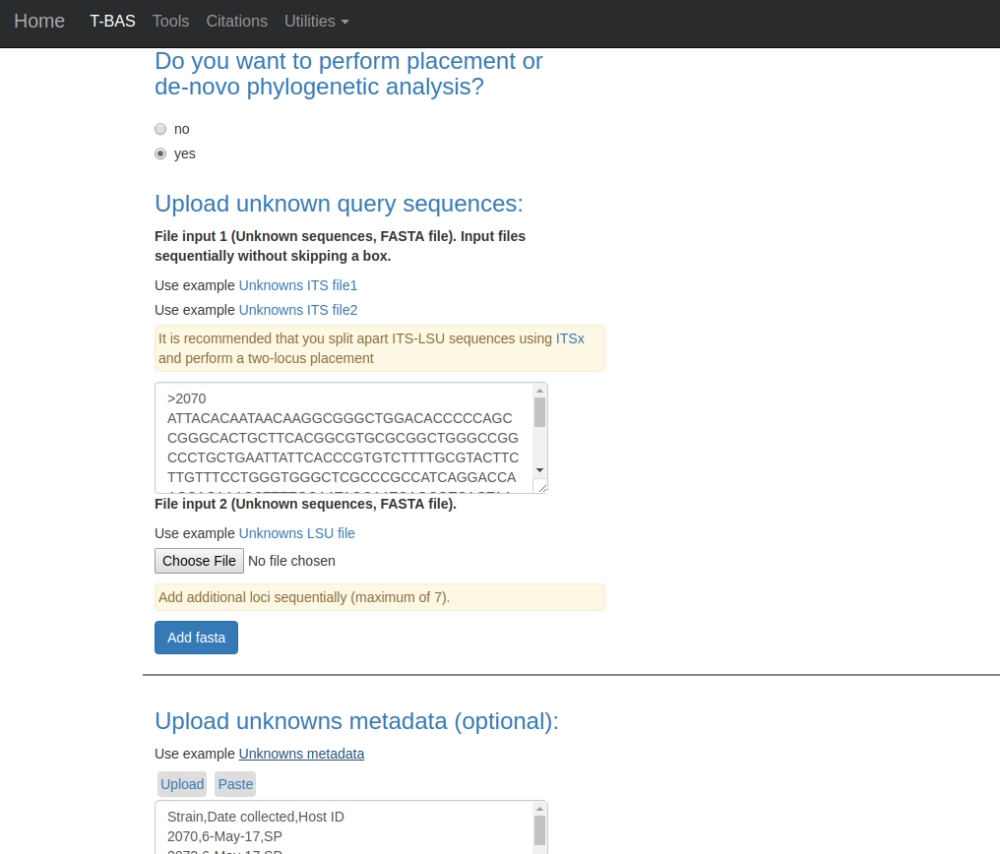 Home T-BAS Tools Citations Utilities
Do you want to perform placement or
de-novo phylogenetic analysis?
no
yes
Upload unknown query sequences:
File input 1 (Unknown sequences, FASTA file). Input files
sequentially without skipping a box.
Use example Unknowns ITS file1
Use example Unknowns ITS file2
It is recommended that you split apart ITS-LSU sequences using ITSx
and perform a two-locus placement
>2070
ATTACACAATAACAAGGCGGGCTGGACACCCCCAGC
CGGGCACTGCTTCACGGCGTGCGCGGCTGGGCCGG
CCCTGCTGAATTATTCACCCGTGTCTTTTGCGTACTTC
TTGTTTCCTGGGTGGGCTCGCCCGCCATCAGGACCA
File input 2 (Unknown sequences, FASTA file).
Use example Unknowns LSU file
Choose File No file chosen
Add additional loci sequentially (maximum of 7).
Add fasta
Upload unknowns metadata (optional):
Use example Unknowns metadata
Upload Paste
Strain,Date collected,Host ID
2070,6-May-17,SP